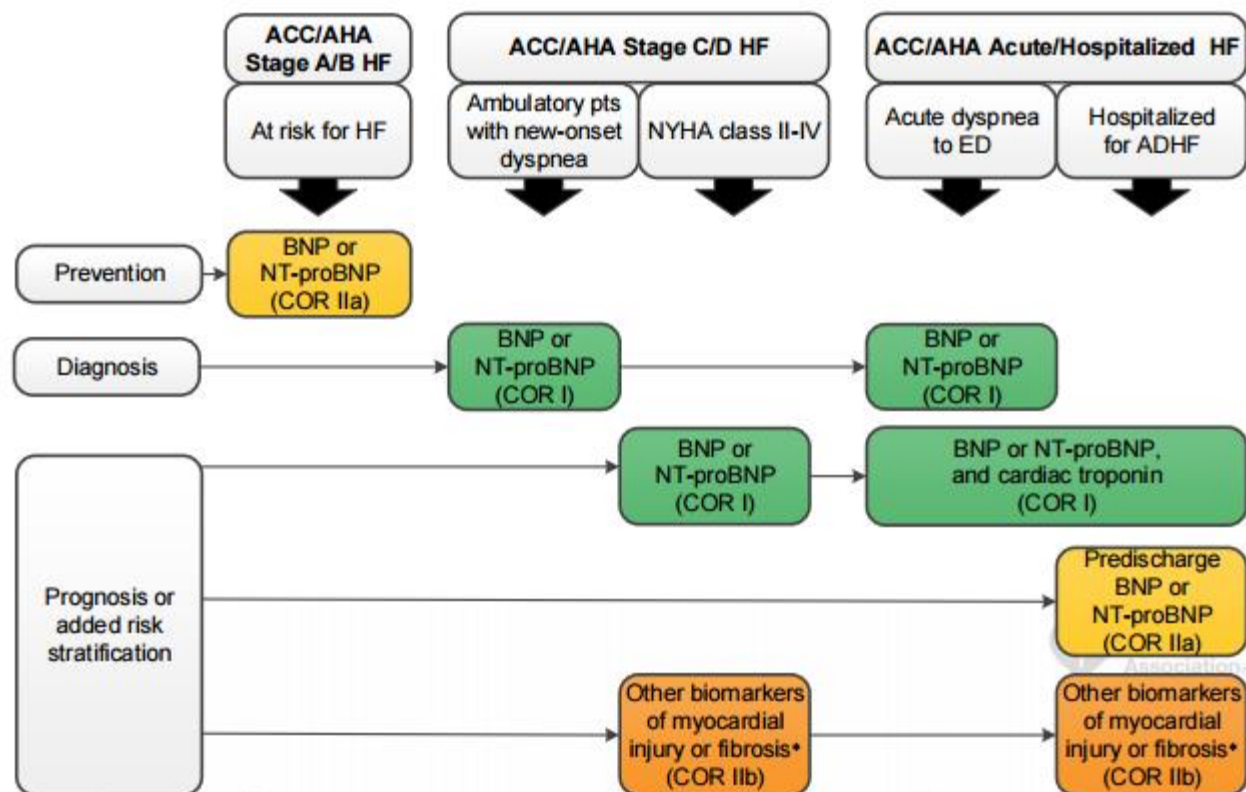 ACC/AHA
Stage A/B HF
ACC/AHA Stage C/D HF
ACC/AHA Acute/Hospitalized HF
At risk for HF
Ambulatory pts
with new-onset
dyspnea
NYHA class II-IV
Acute dyspnea
to ED
Hospitalized
for ADHF
Prevention
BNP or
NT-proBNP
(COR IIa)
Diagnosis
BNP or
NT-proBNP
(COR I)
BNP or
NT-proBNP
(COR I)
Prognosis or
added risk
stratification
BNP or
NT-proBNP
(COR I)
BNP or NT-proBNP,
and cardiac troponin
(COR I)
Predischarge
BNP or
NT-proBNP
(COR IIa)
Association
Other biomarkers
of myocardial
injury or fibrosis*
(COR IIb)
Other biomarkers
of myocardial
injury or fibrosis*
(COR IIb)